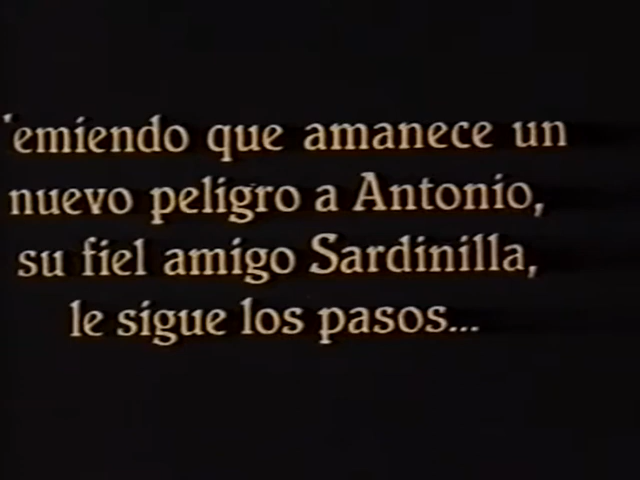 'emiendo que amanece un
nuevo peligro a Antonio,
su fiel amigo Sardinilla,
le sigue los pasos...